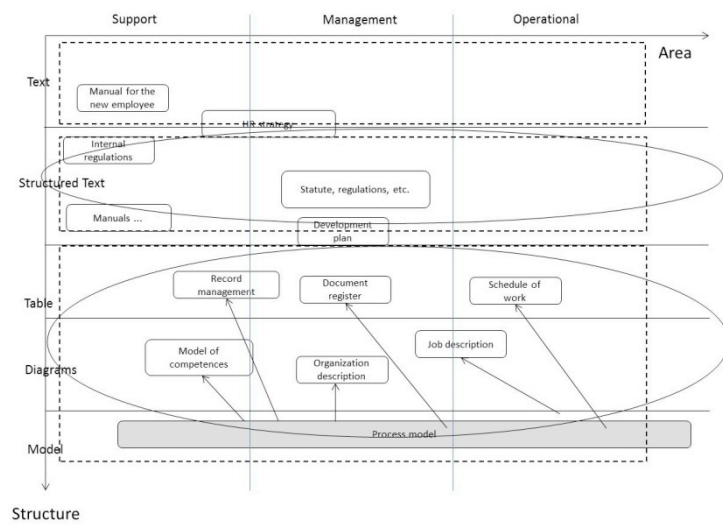 Support
Management
Operational
Area
Text
Manual for the
new employee
HR strategy
Internal
regulations
Structured Text
Statute, regulations, etc.
Manuals ...
Development
plan
Record
management
Document
register
Schedule of
work
Table
Model of
competences
Organization
description
Job description
Diagrams
Process model
Model
Structure